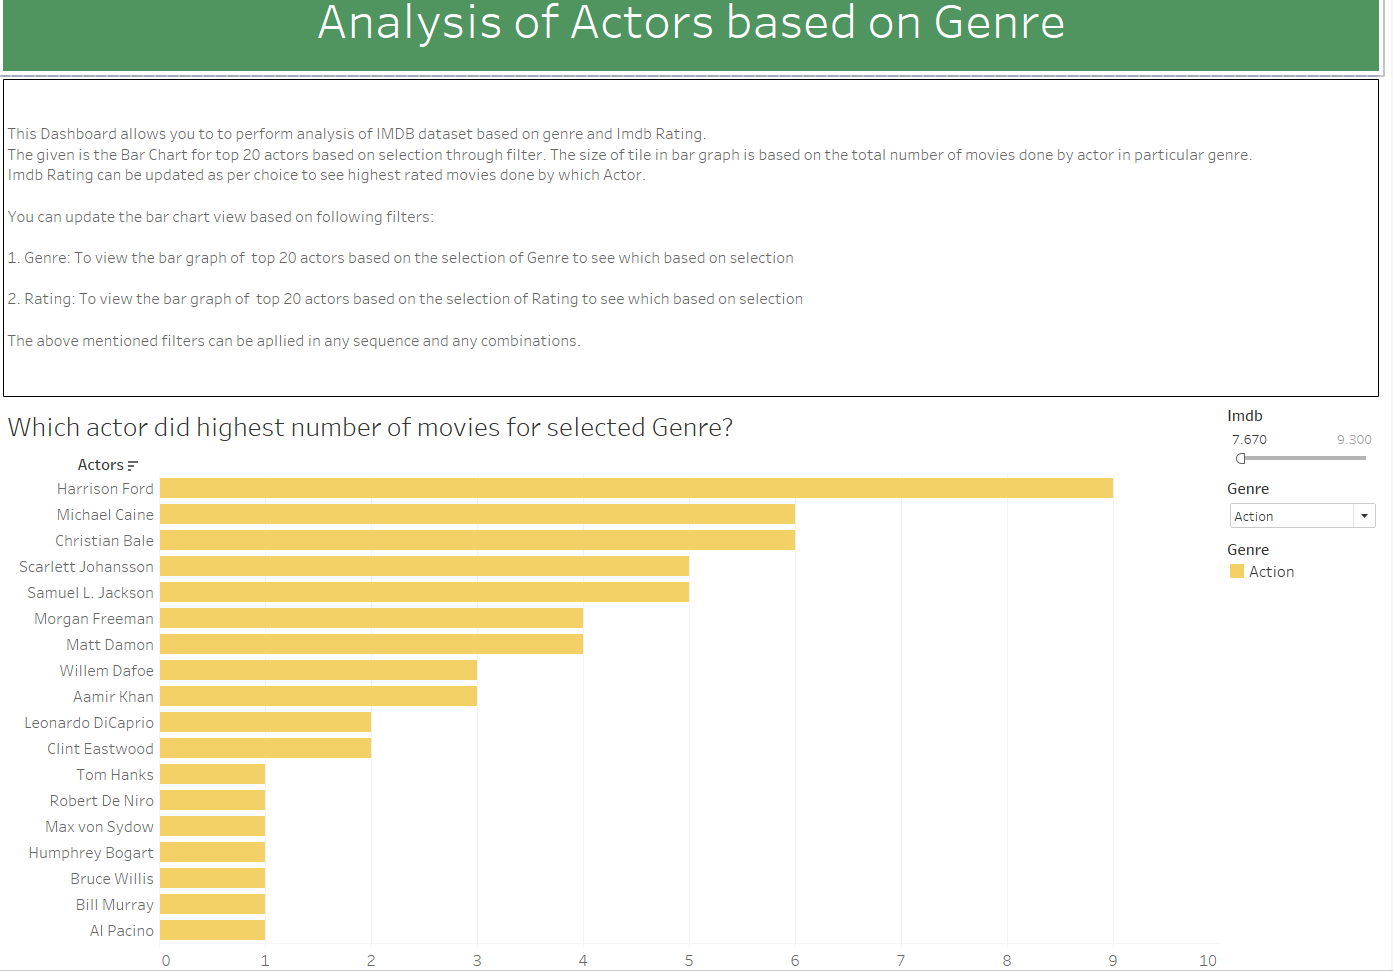 Analysis of Actors based on Genre
This Dashboard allows you to to perform analysis of IMDB dataset based on genre and Imdb Rating.
The given is the Bar Chart for top 20 actors based on selection through filter. The size of tile in bar graph is based on the total number of movies done by actor in particular genre.
Imdb Rating can be updated as per choice to see highest rated movies done by which Actor.
You can update the bar chart view based on following filters:
1. Genre: To view the bar graph of  top 20 actors based on the selection of Genre to see which based on selection
2. Rating: To view the bar graph of  top 20 actors based on the selection of Rating to see which based on selection
The above mentioned filters can be apllied in any sequence and any combinations.
Which actor did highest number of movies for selected Genre?
Actors
Harrison Ford
Michael Caine
Christian Bale
Scarlett Johansson
Samuel L. Jackson
Morgan Freeman
Matt Damon
Willem Dafoe
Aamir Khan
Leonardo DiCaprio
Clint Eastwood
Tom Hanks
Robert De Niro
Max von Sydow
Humphrey Bogart
Bruce Willis
Bill Murray
Al Pacino
0 1 2 3 4 5 6 7 8 9 10
Imdb
7.670 9.300
Genre
Action
Genre
Action